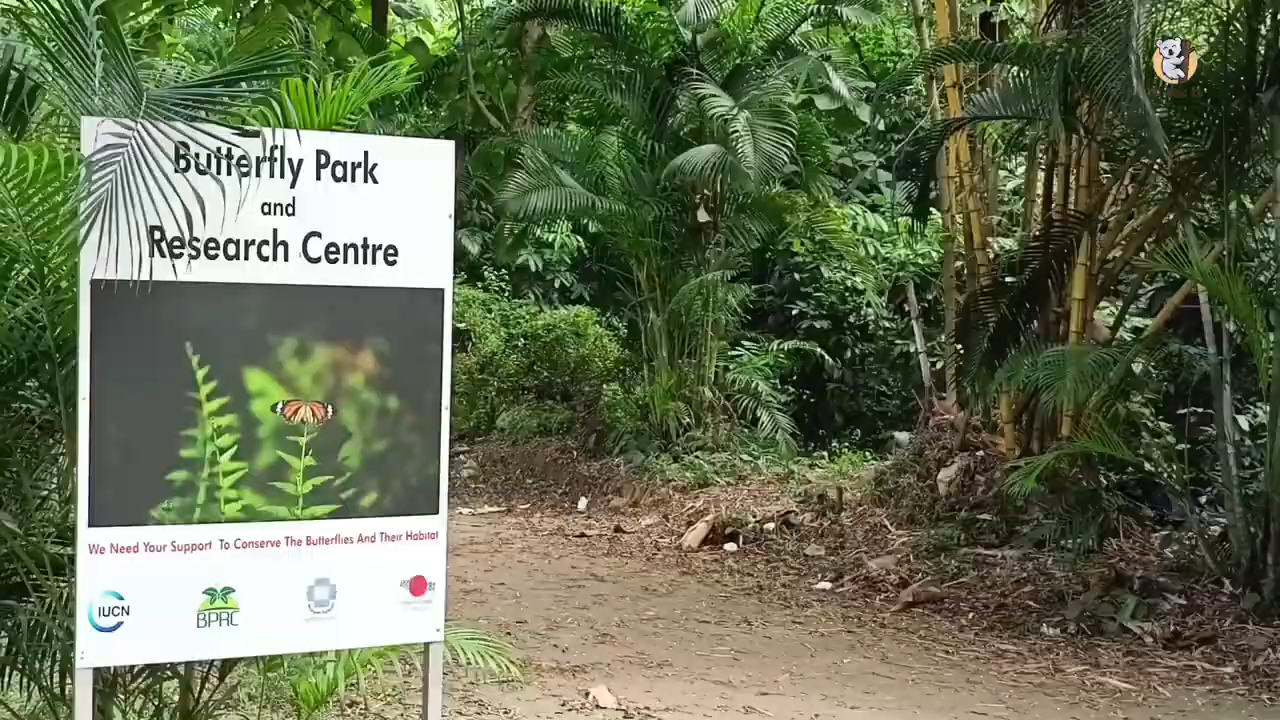 Butterfly Park
and
Research Centre
We Need Your Support To Conserve The Butterflies And Their Habitat
IUCN
BPRC